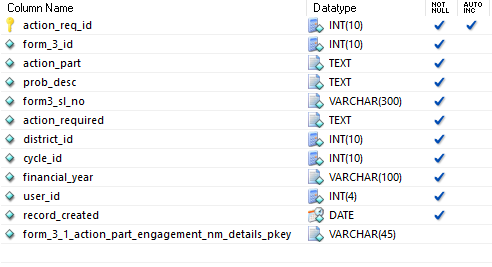 Column Name Datatype NOT NULL AUTO INC
action_req_id INT(10)
form_3_id INT(10)
action_part TEXT
prob_desc TEXT
form3_sl_no VARCHAR(300)
action_required TEXT
district_id INT(10)
cycle_id INT(10)
financial_year VARCHAR(100)
user_id INT(4)
record_created DATE
form_3_1_action_part_engagement_nm_details_pkey VARCHAR(45)